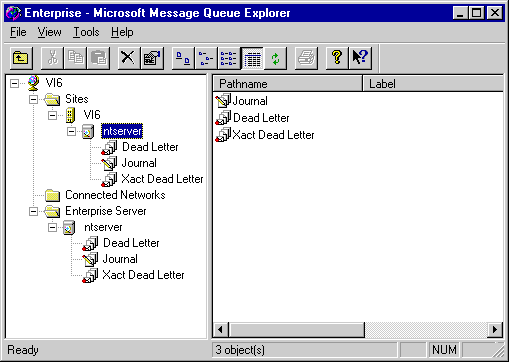 Enterprise - Microsoft Message Queue Explorer
File View Tools Help
VI6
Sites
VI6
ntserver
Dead Letter
Journal
Xact Dead Letter
Connected Networks
Enterprise Server
ntserver
Dead Letter
Journal
Xact Dead Letter
Pathname Label
Journal
Dead Letter
Xact Dead Letter
Ready 3 object(s) NUM